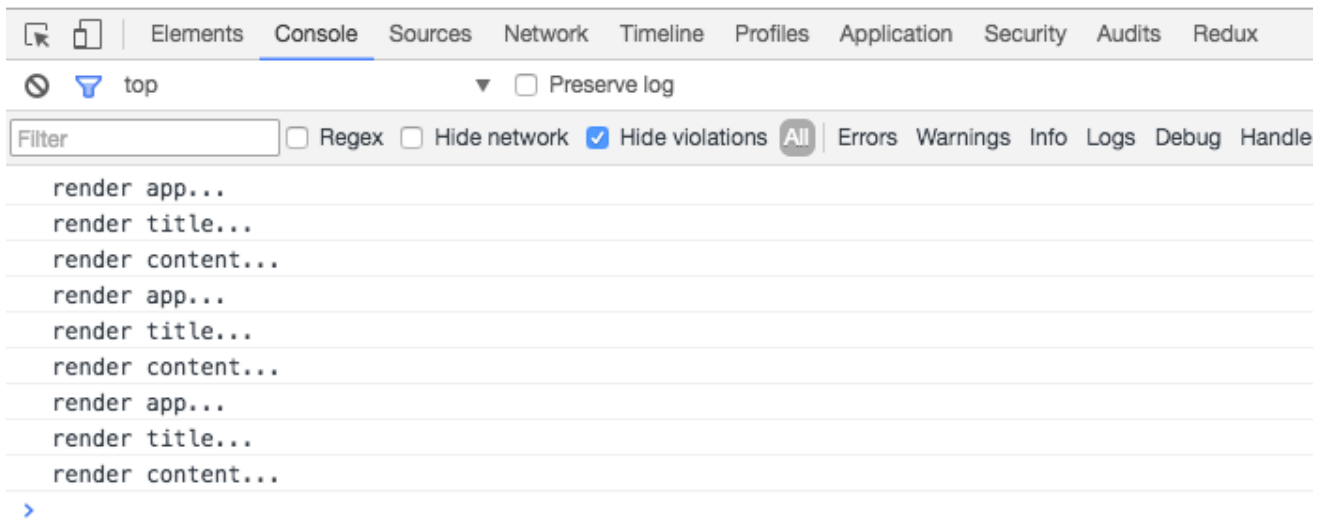 Elements Console Sources Network Timeline Profiles Application Security Audits Redux
top ▼ Preserve log
Filter Regex Hide network Hide violations All Errors Warnings Info Logs Debug Handle
render app...
render title...
render content...
render app...
render title...
render content...
render app...
render title...
render content...
>